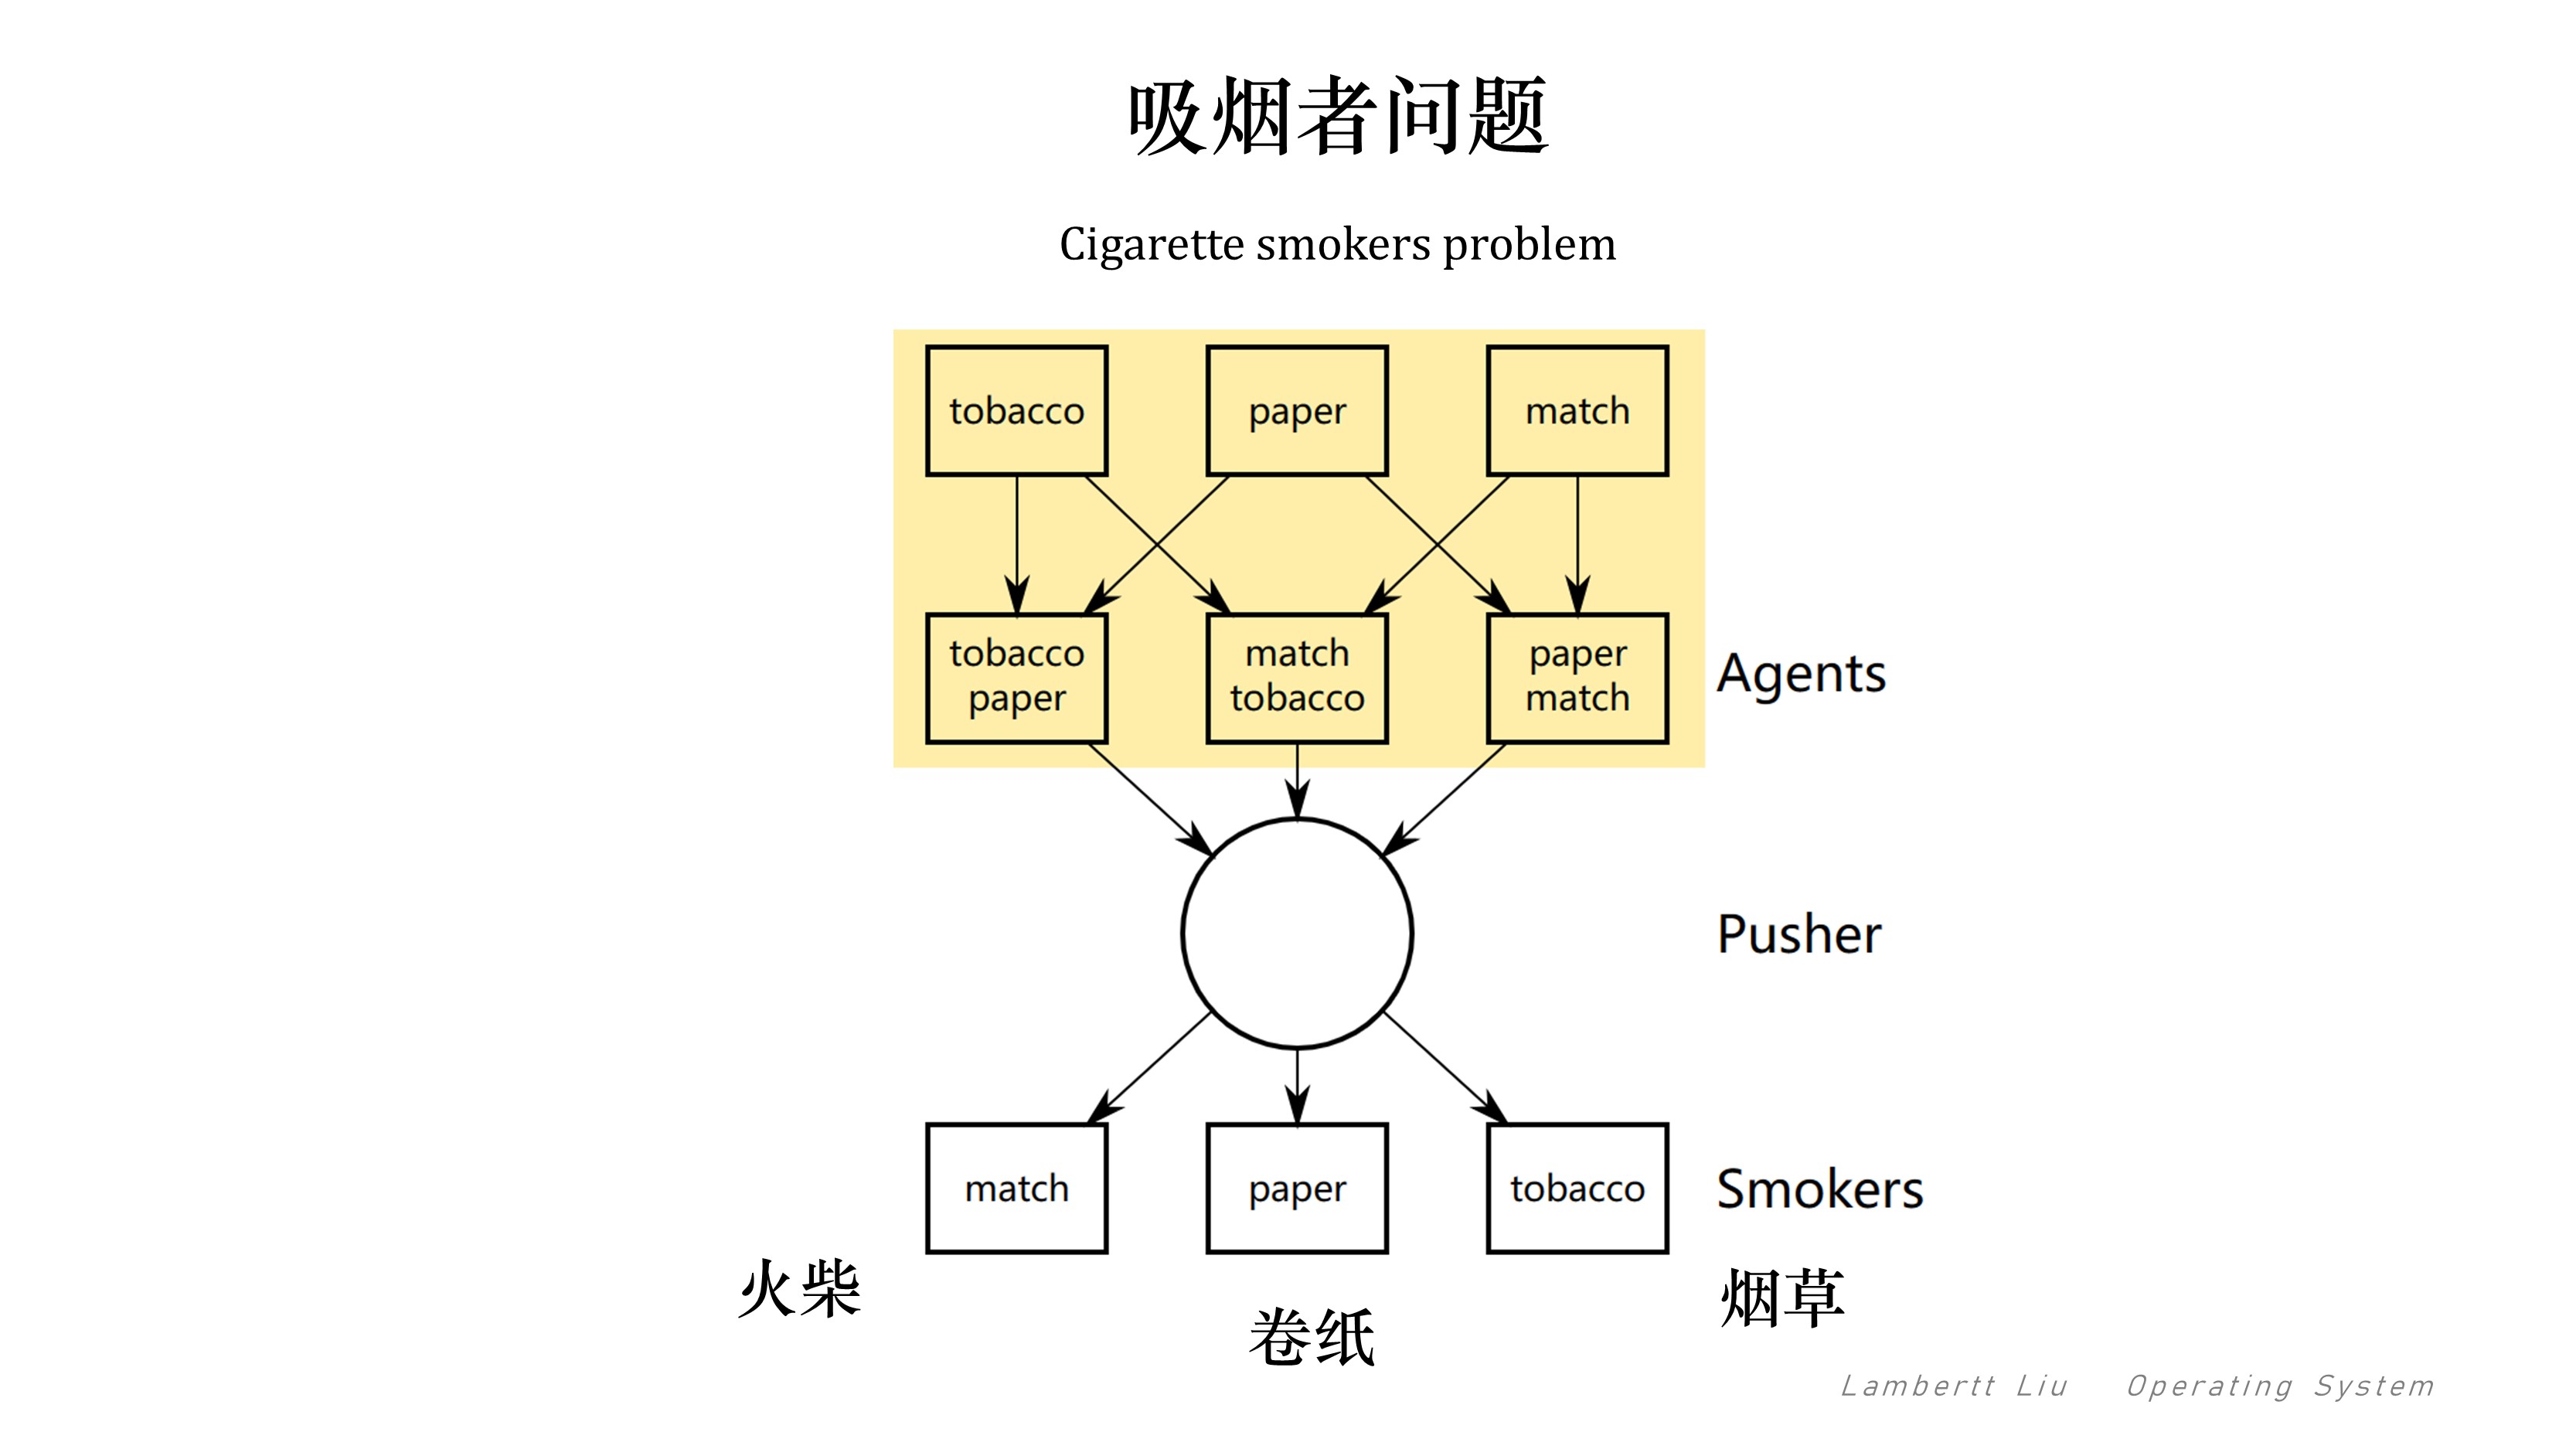 吸烟者问题
Cigarette smokers problem
tobacco
paper
match
tobacco
paper
match
tobacco
paper
match
Agents
Pusher
match
paper
tobacco
Smokers
火柴
卷纸
烟草
Lambertt Liu Operating System